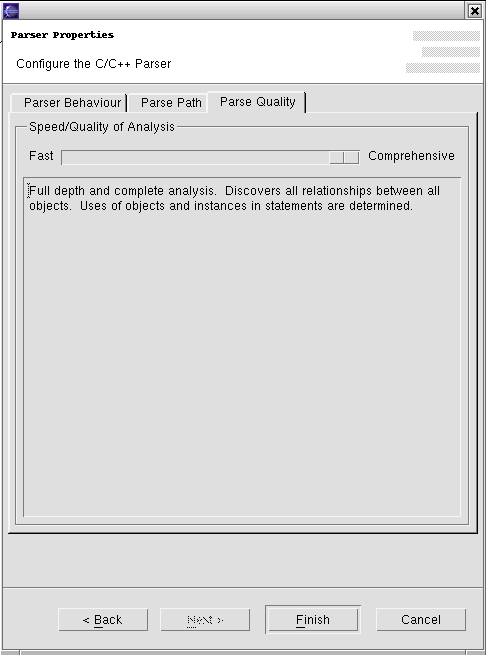 Parser Properties
Configure the C/C++ Parser
Parser Behaviour Parse Path Parse Quality
Speed/Quality of Analysis
Fast Comprehensive
Full depth and complete analysis.  Discovers all relationships between all
objects.  Uses of objects and instances in statements are determined.
< Back Next > Finish Cancel